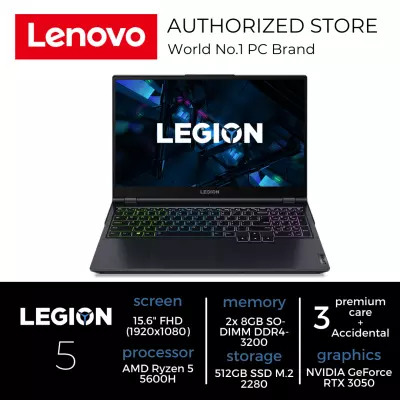 Lenovo
AUTHORIZED STORE
World No.1 PC Brand
LEGION
LEGION
LEGION
5
screen
15.6" FHD
(1920x1080)
processor
AMD Ryzen 5
5600H
memory
2x 8GB SO-
DIMM DDR4-
3200
storage
512GB SSD M.2
2280
3
premium
care
+
Accidental
graphics
NVIDIA GeForce
RTX 3050